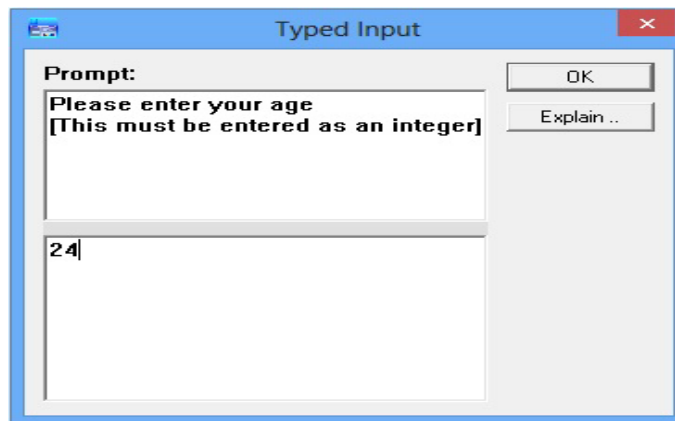 Typed Input
Prompt:
OK
Please enter your age
[This must be entered as an integer]
Explain ..
24